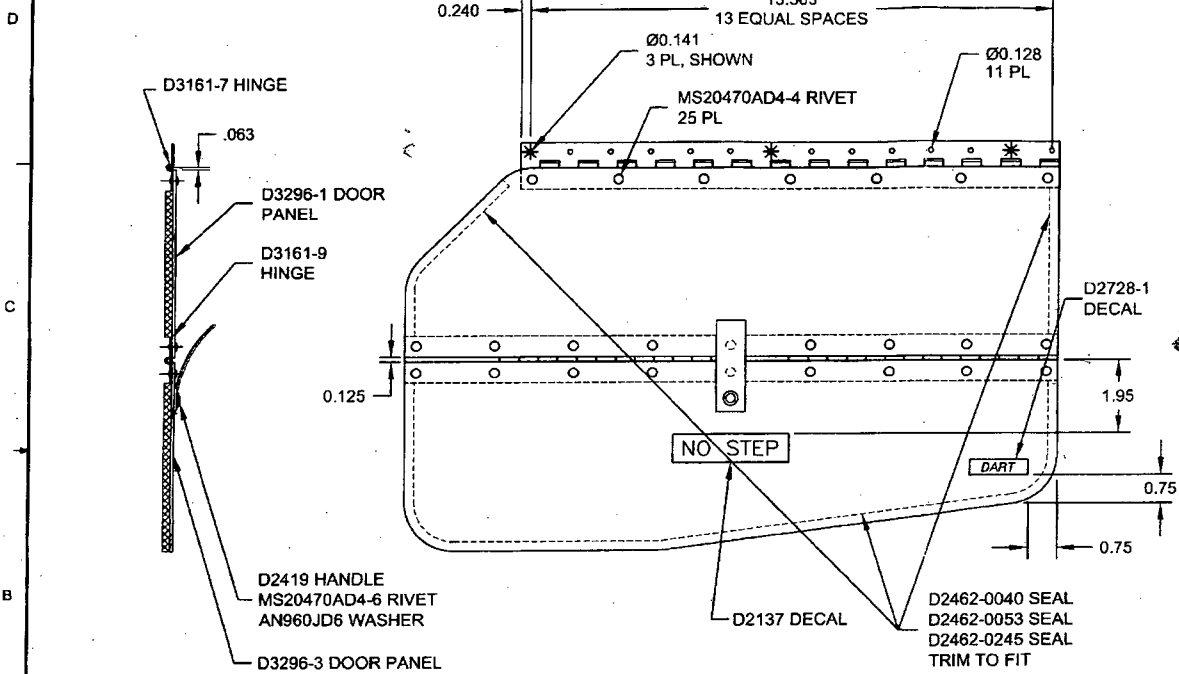 D
0.240
13 EQUAL SPACES
Ø0.141
3 PL, SHOWN
Ø0.128
11 PL
D3161-7 HINGE
MS20470AD4-4 RIVET
25 PL
.063
D3296-1 DOOR
PANEL
D3161-9
HINGE
C
D2728-1
DECAL
0.125
1.95
NO STEP
DART
0.75
0.75
B
D2419 HANDLE
MS20470AD4-6 RIVET
AN960JD6 WASHER
D2137 DECAL
D2462-0040 SEAL
D2462-0053 SEAL
D2462-0245 SEAL
TRIM TO FIT
D3296-3 DOOR PANEL